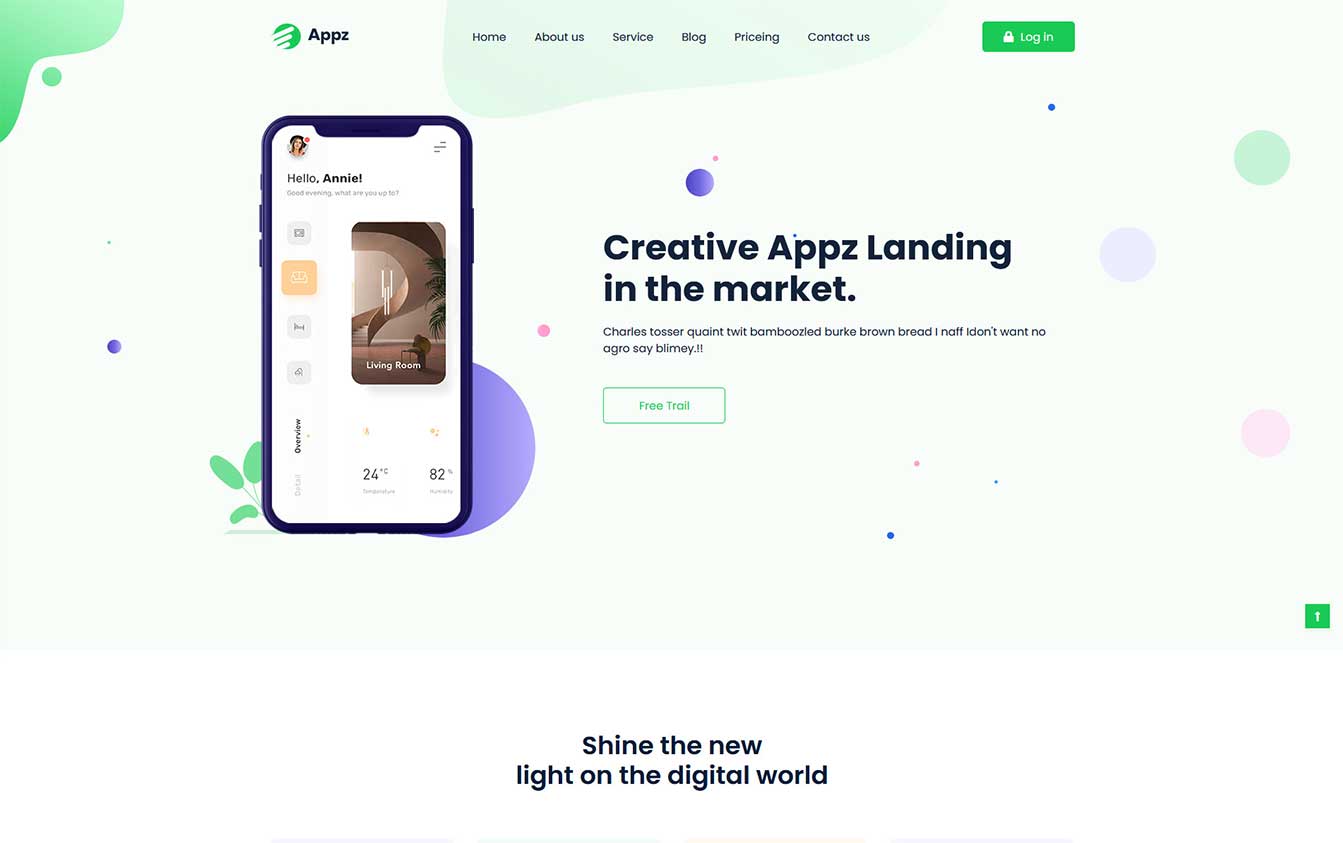 Appz
Home
About us
Service
Blog
Priceing
Contact us
Log in
Hello, Annie!
Good evening, what are you up to?
Living Room
Overview
Detail
24 °C
Temperature
82 %
Humidity
Creative Appz Landing
in the market.
Charles tosser quaint twit bamboozled burke brown bread I naff Idon't want no
agro say blimey.!!
Free Trail
Shine the new
light on the digital world